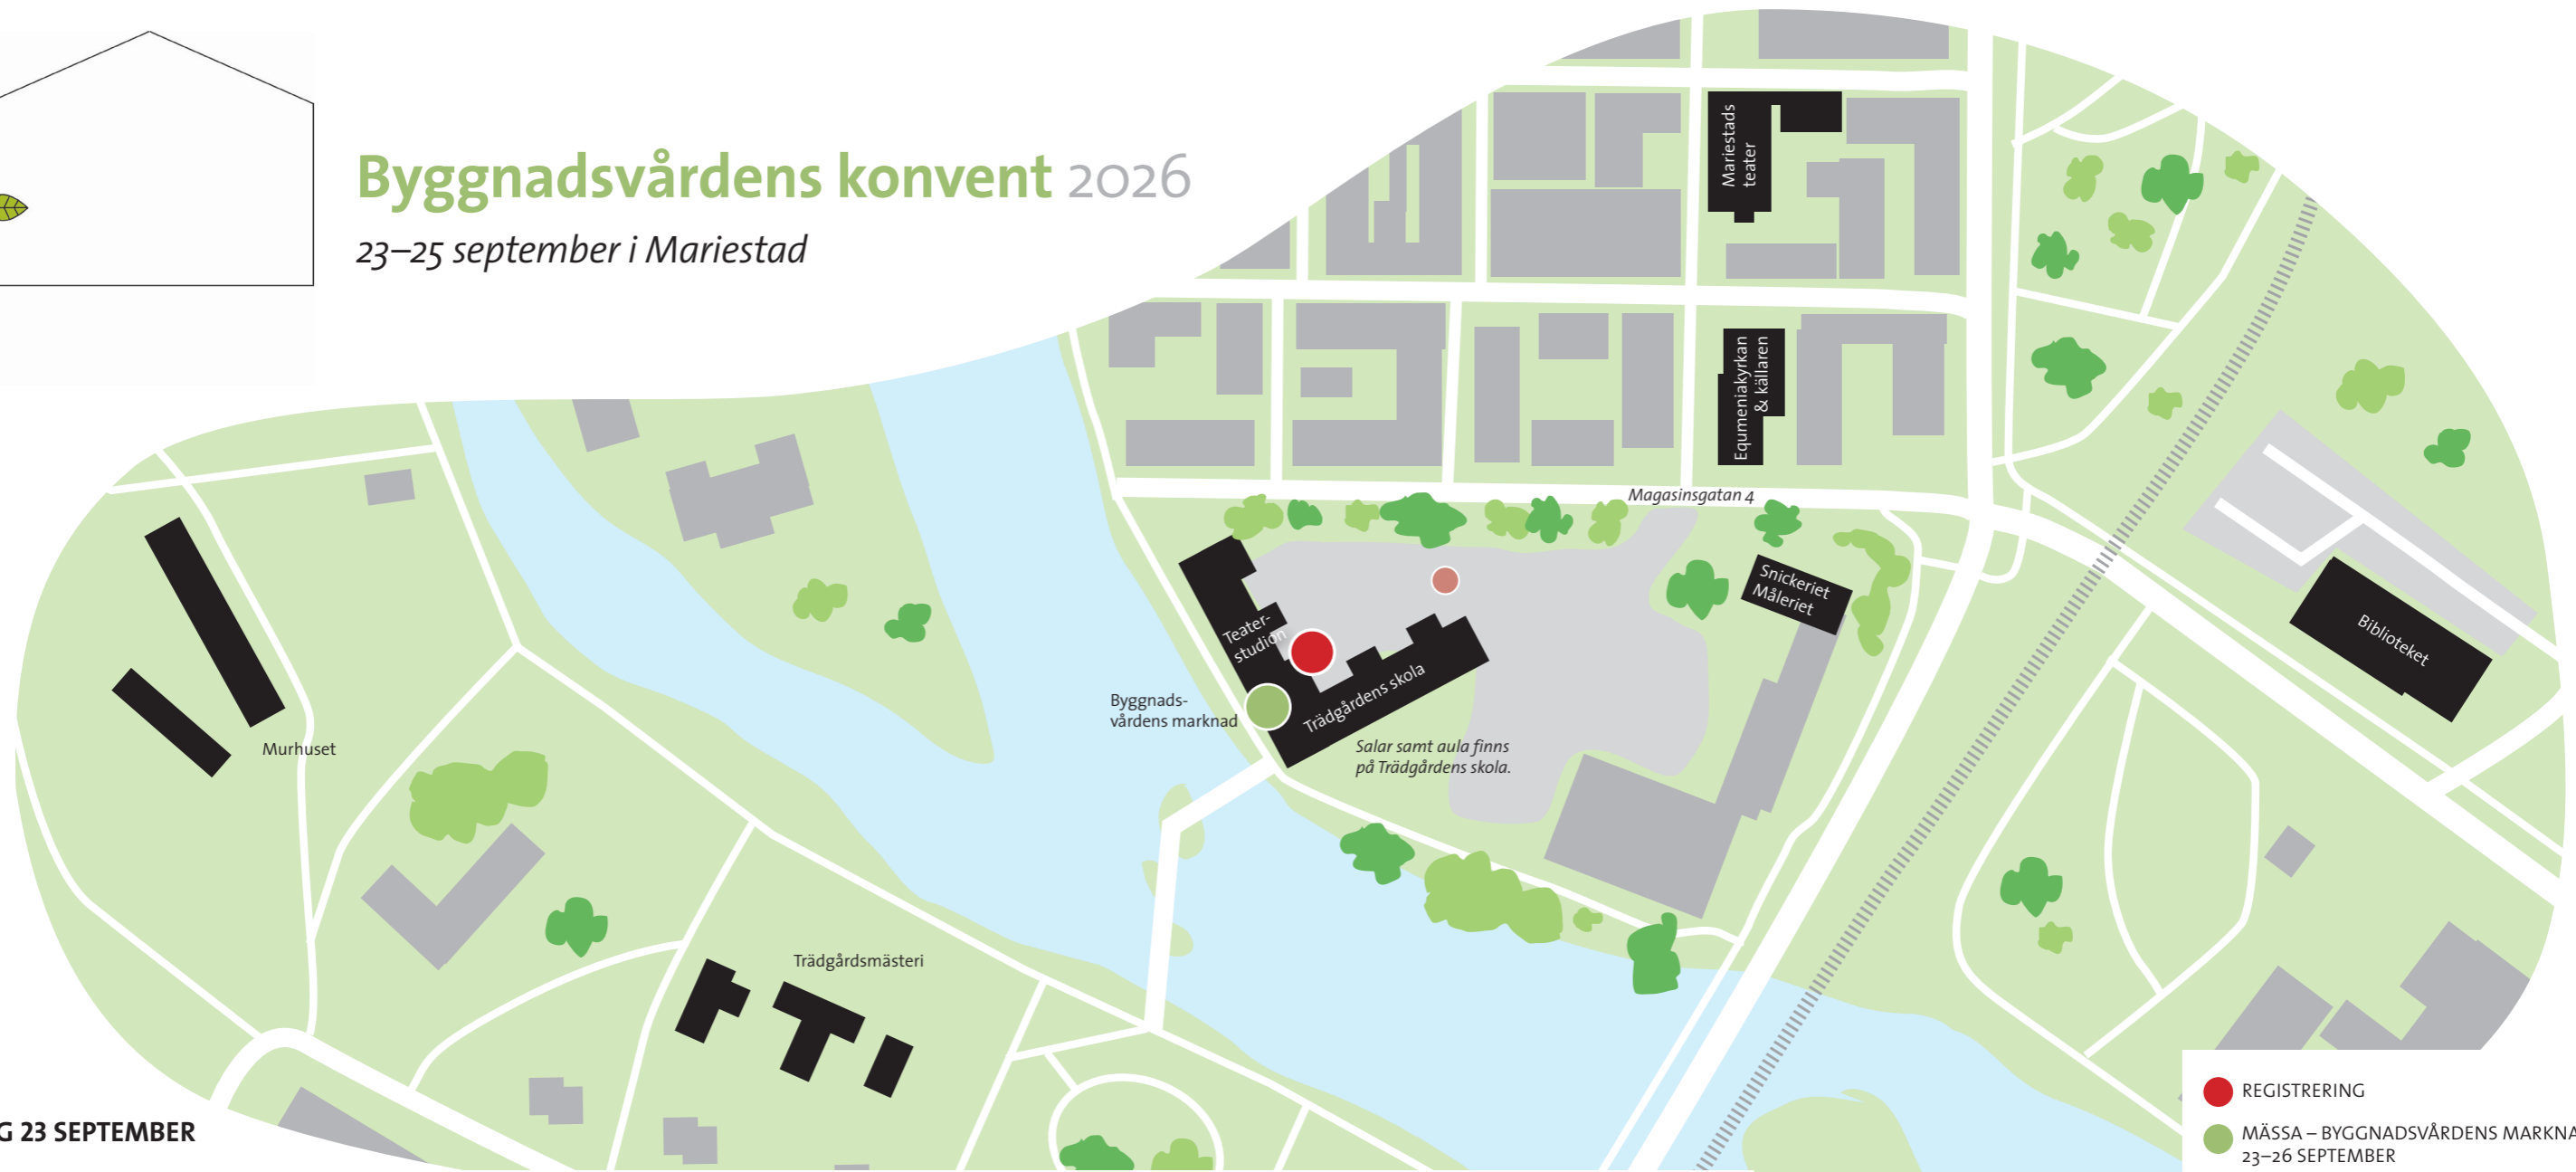 Byggnadsvårdens konvent 2026
23–25 september i Mariestad
Mariestads
teater
Equmeniakyrkan
& källaren
Magasinsgatan 4
Snickeriet
Måleriet
Biblioteket
Teater-
studion
Trädgårdens skola
Byggnads-
vårdens marknad
Salar samt aula finns
på Trädgårdens skola.
Murhuset
Trädgårdsmästeri
G 23 SEPTEMBER
REGISTRERING
MÄSSA – BYGGNADSVÅRDENS MARKNA
23–26 SEPTEMBER